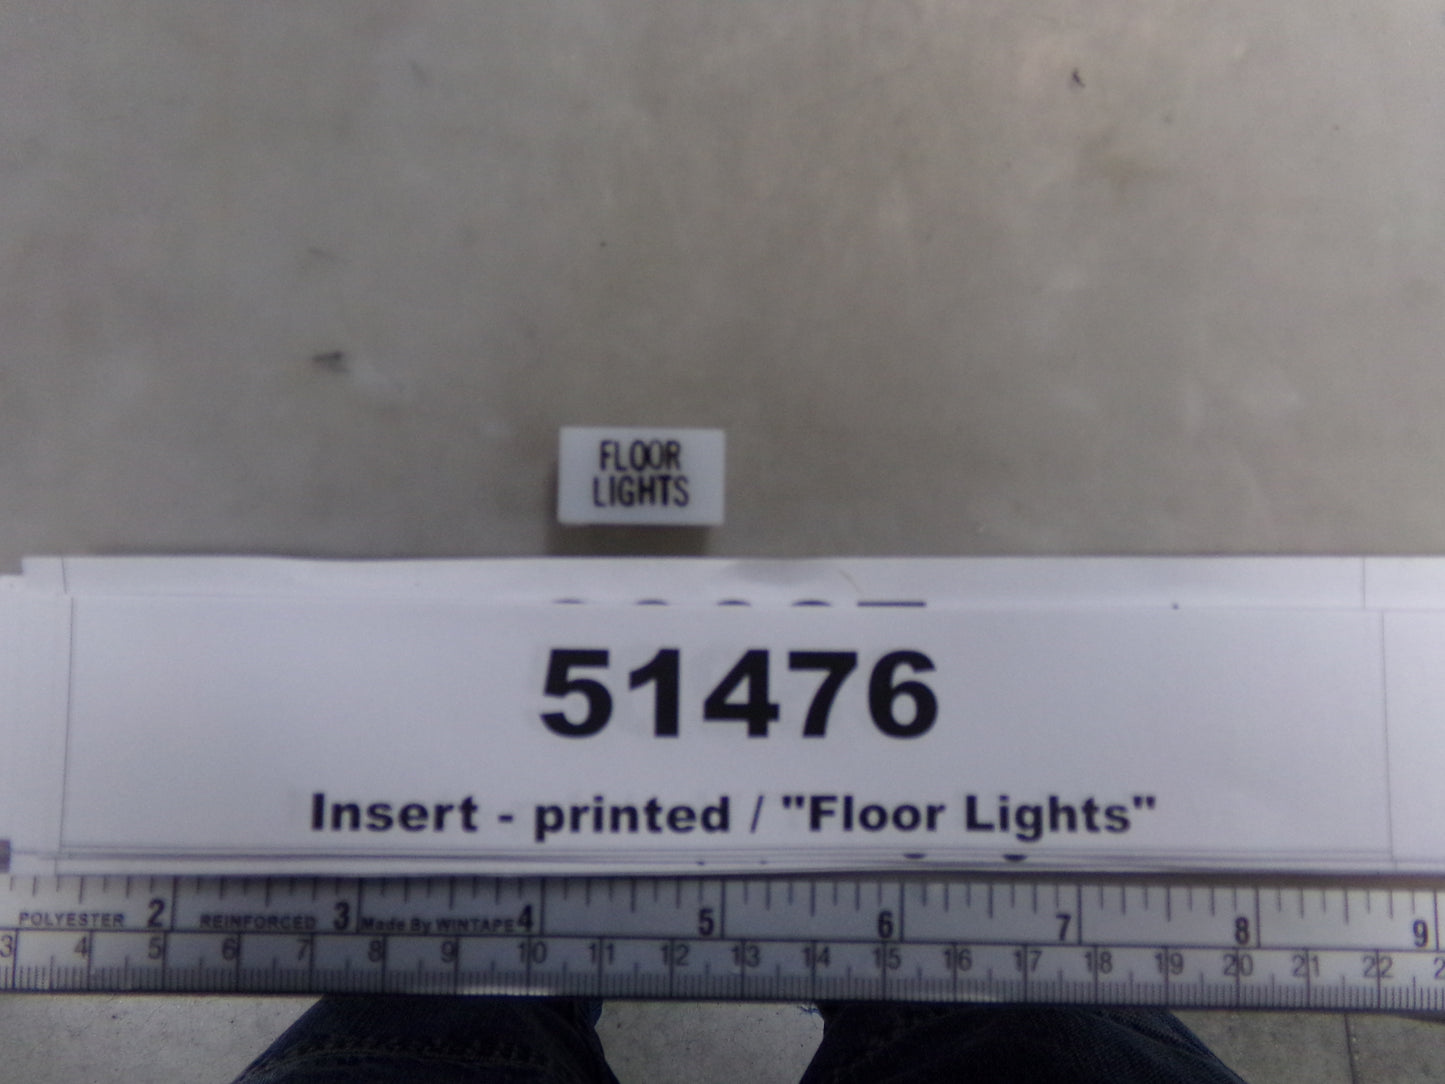 FLOOR
LIGHTS
51476
Insert - printed / "Floor Lights"
POLYESTER 2 REINFORCED 3 Made By WINTAPE 4 5 6 7 8 9
3 4 5 6 7 8 9 10 11 12 13 14 15 16 17 18 19 20 21 22